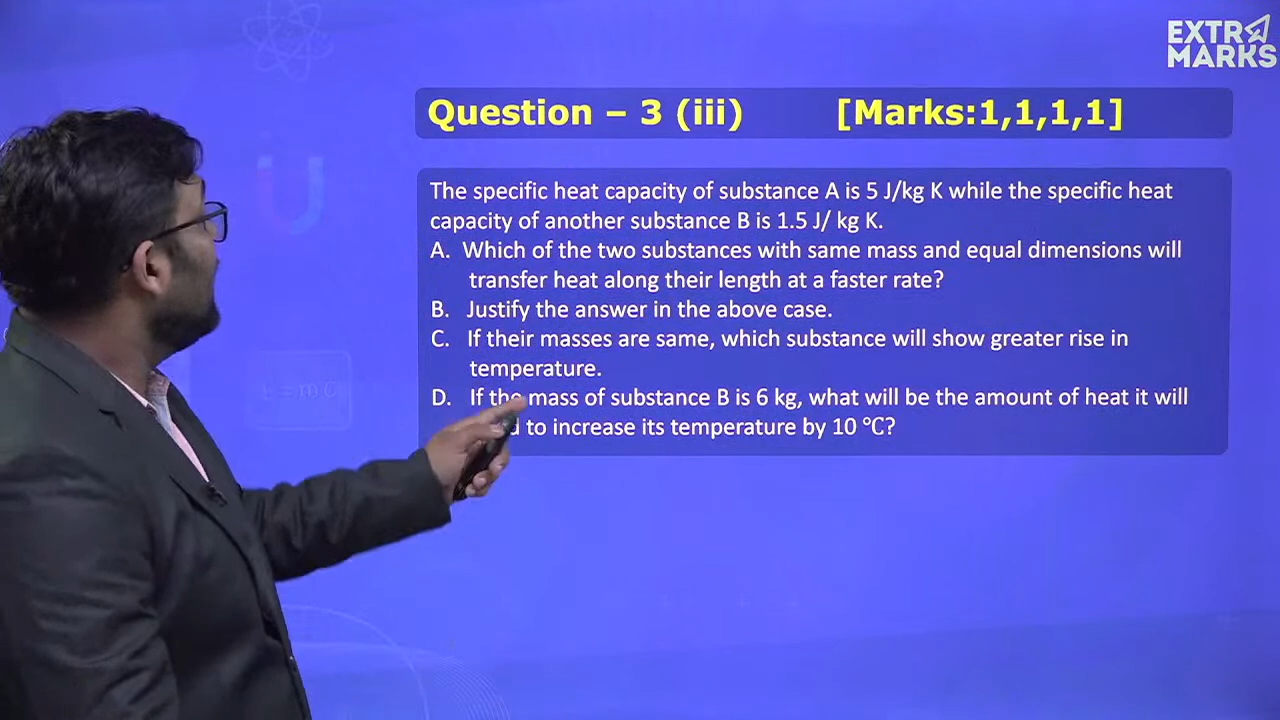 EXTRA
MARKS
Question – 3 (iii) [Marks:1,1,1,1]
The specific heat capacity of substance A is 5 J/kg K while the specific heat
capacity of another substance B is 1.5 J/ kg K.
A. Which of the two substances with same mass and equal dimensions will
transfer heat along their length at a faster rate?
B. Justify the answer in the above case.
C. If their masses are same, which substance will show greater rise in
temperature.
D. If the mass of substance B is 6 kg, what will be the amount of heat it will
to increase its temperature by 10 °C?